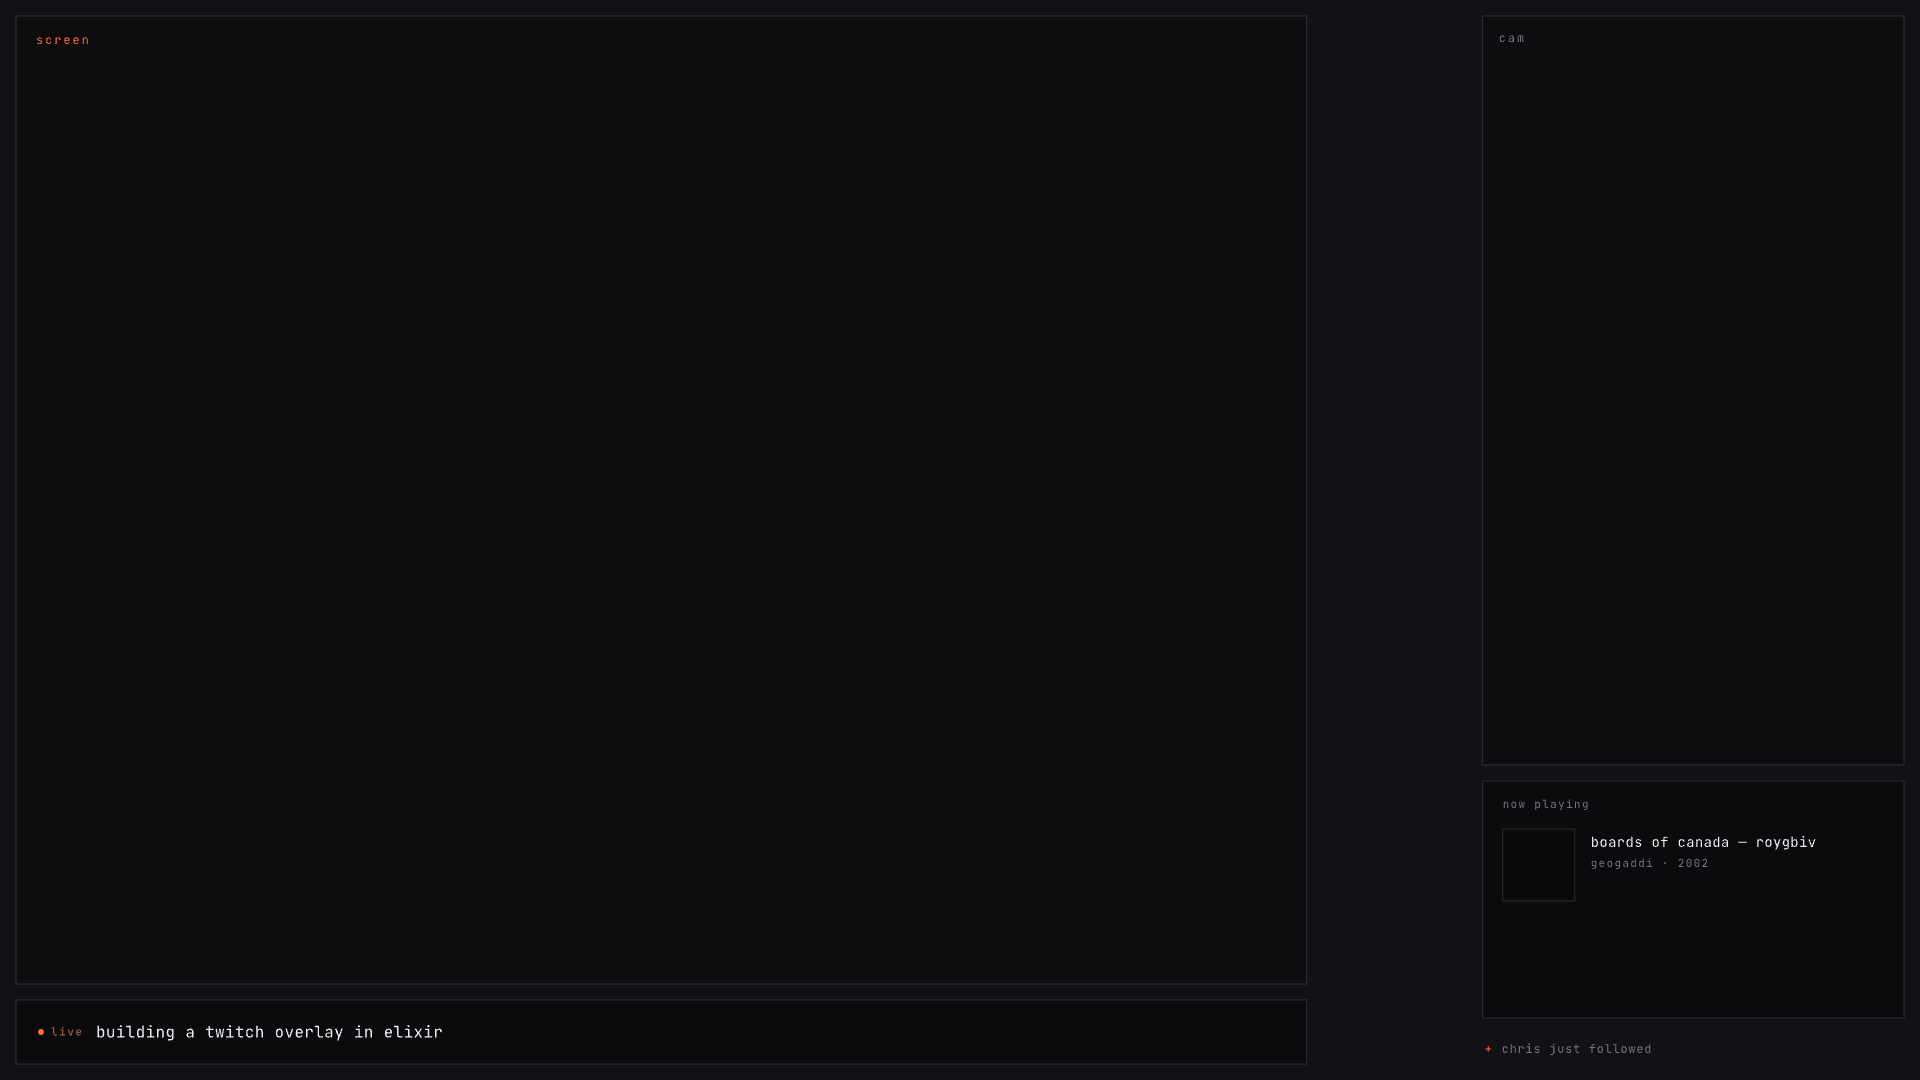 screen
live building a twitch overlay in elixir
cam
now playing
boards of canada — roygbiv
geogaddi · 2002
+ chris just followed